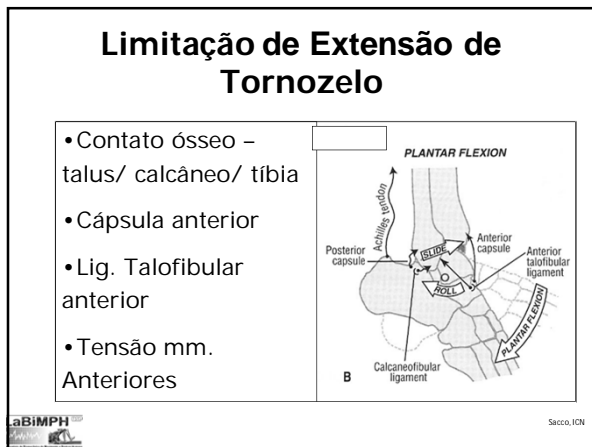 Limitação de Extensão de
Tornozelo
•Contato ósseo –
talus/ calcâneo/ tíbia
•Cápsula anterior
•Lig. Talofibular
anterior
•Tensão mm.
Anteriores
PLANTAR FLEXION
Achilles tendon
Posterior
capsule
SLIDE
ROLL
Anterior
capsule
Anterior
talofibular
ligament
PLANTAR FLEXION
Calcaneofibular
ligament
B
LaBiMPH
Sacco, ICN